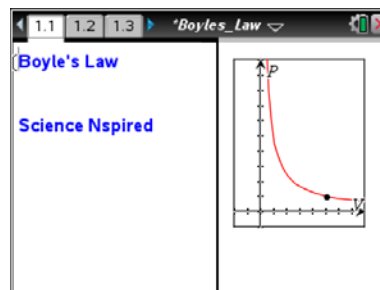 1.1 1.2 1.3 *Boyles_Law
Boyle's Law
Science Nspired
P
V